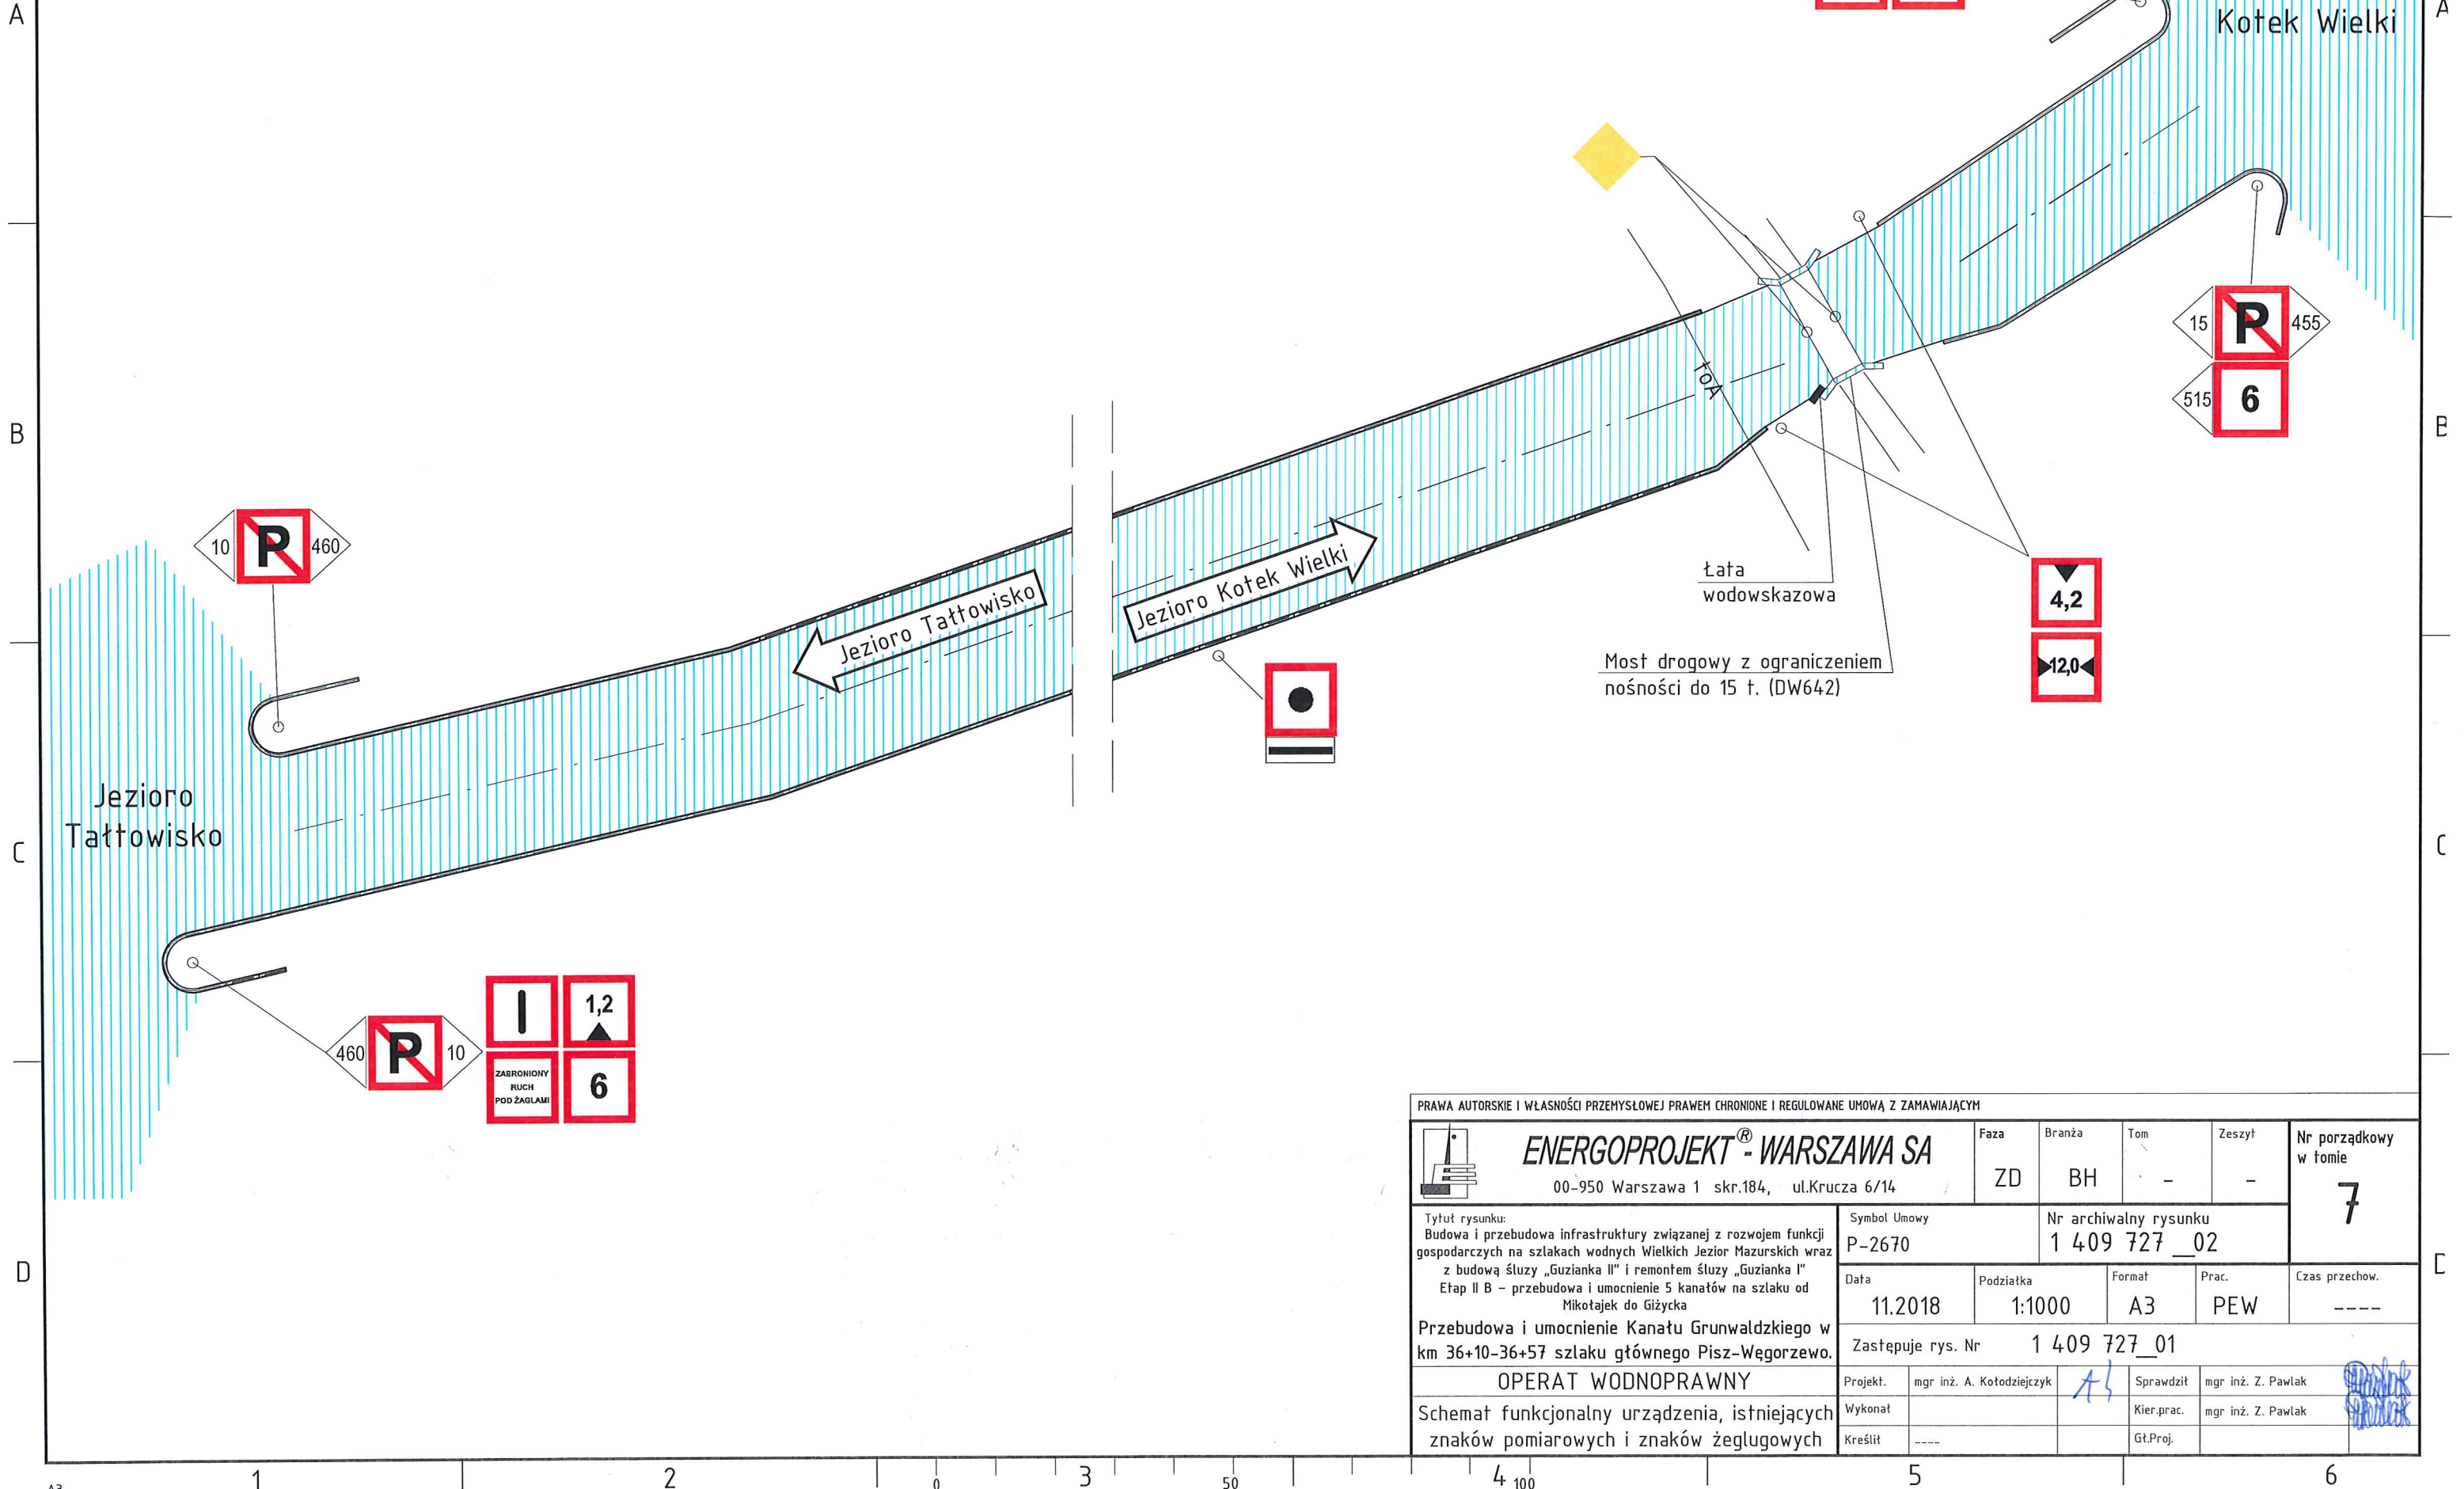 A
A
Kotek Wielki
15
P
455
515
6
B
B
toA
10
P
460
Jezioro Tałtowisko
Jezioro Kotek Wielki
Łata
wodowskazowa
4,2
12,0
Most drogowy z ograniczeniem
nośności do 15 t. (DW642)
Jezioro
Tałtowisko
C
C
460
P
10
1,2
ZABRONIONY
RUCH
POD ŻAGLAMI
6
PRAWA AUTORSKIE I WŁASNOŚCI PRZEMYSŁOWEJ PRAWEM CHRONIONE I REGULOWANE UMOWĄ Z ZAMAWIAJĄCYM
ENERGOPROJEKT® - WARSZAWA SA
00-950 Warszawa 1 skr.184, ul.Krucza 6/14
Faza
ZD
Branża
BH
Tom
-
Zeszyt
-
Nr porządkowy
w tomie
7
Tytuł rysunku:
Budowa i przebudowa infrastruktury związanej z rozwojem funkcji
gospodarczych na szlakach wodnych Wielkich Jezior Mazurskich wraz
z budową śluzy „Guzianka II" i remontem śluzy „Guzianka I"
Etap II B – przebudowa i umocnienie 5 kanałów na szlaku od
Mikołajek do Giżycka
Przebudowa i umocnienie Kanału Grunwaldzkiego w
km 36+10-36+57 szlaku głównego Pisz-Węgorzewo.
OPERAT WODNOPRAWNY
Schemat funkcjonalny urządzenia, istniejących
znaków pomiarowych i znaków żeglugowych
Symbol Umowy
P-2670
Nr archiwalny rysunku
1 409 727 __02
Data
11.2018
Podziałka
1:1000
Format
A3
Prac.
PEW
Czas przechow.
----
Zastępuje rys. Nr 1 409 727__01
Projekt. mgr inż. A. Kołodziejczyk
Sprawdził mgr inż. Z. Pawlak
Wykonał
Kier.prac. mgr inż. Z. Pawlak
Kreślił ----
Gł.Proj.
D
D
1
2
3
4
5
6
0
50
100